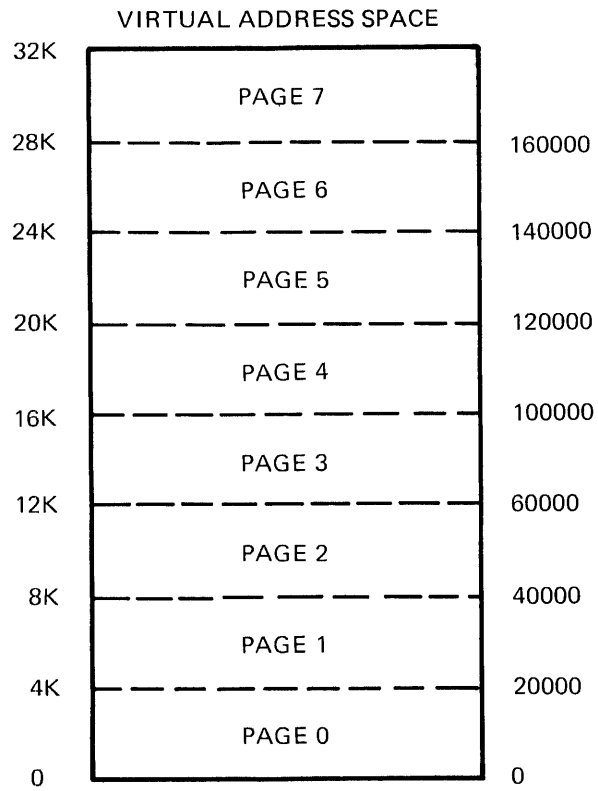 VIRTUAL ADDRESS SPACE
32K
PAGE 7
28K 160000
PAGE 6
24K 140000
PAGE 5
20K 120000
PAGE 4
16K 100000
PAGE 3
12K 60000
PAGE 2
8K 40000
PAGE 1
4K 20000
PAGE 0
0 0